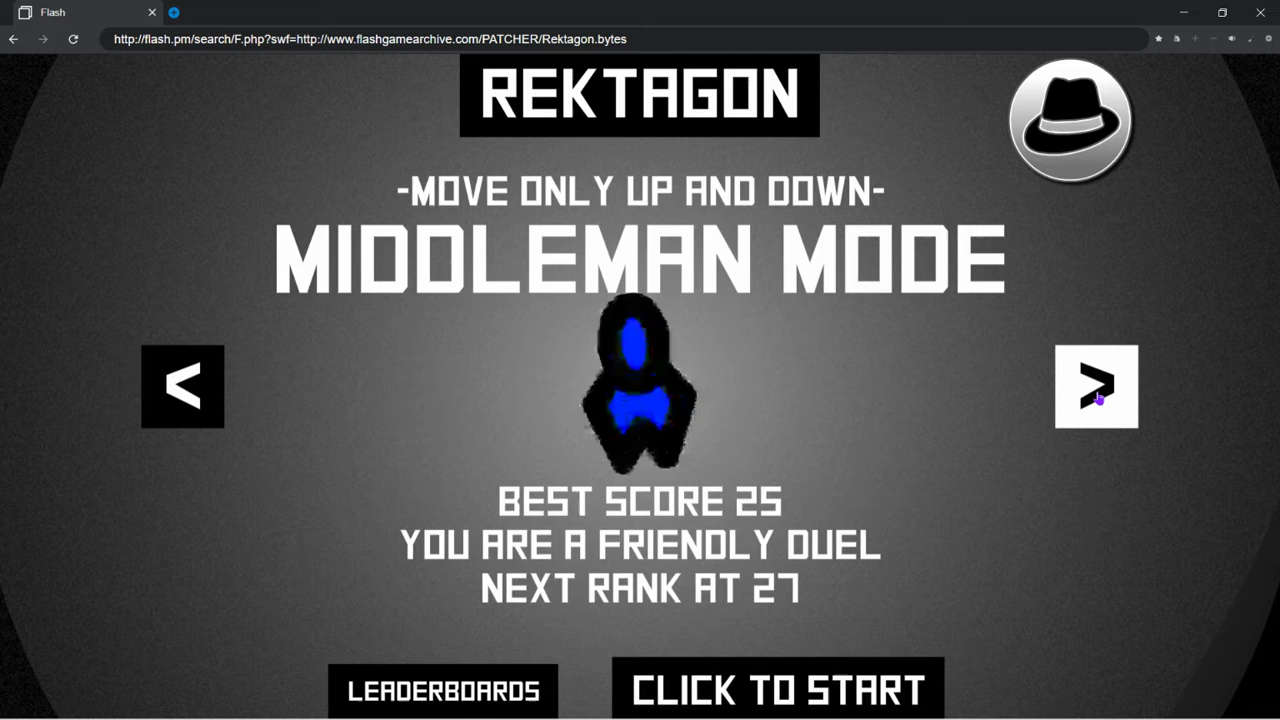 Flash
http://flash.pm/search/F.php?swf=http://www.flashgamearchive.com/PATCHER/Rektagon.bytes
REKTAGON
-MOVE ONLY UP AND DOWN-
MIDDLEMAN MODE
< >
BEST SCORE 25
YOU ARE A FRIENDLY DUEL
NEXT RANK AT 27
LEADERBOARDS CLICK TO START